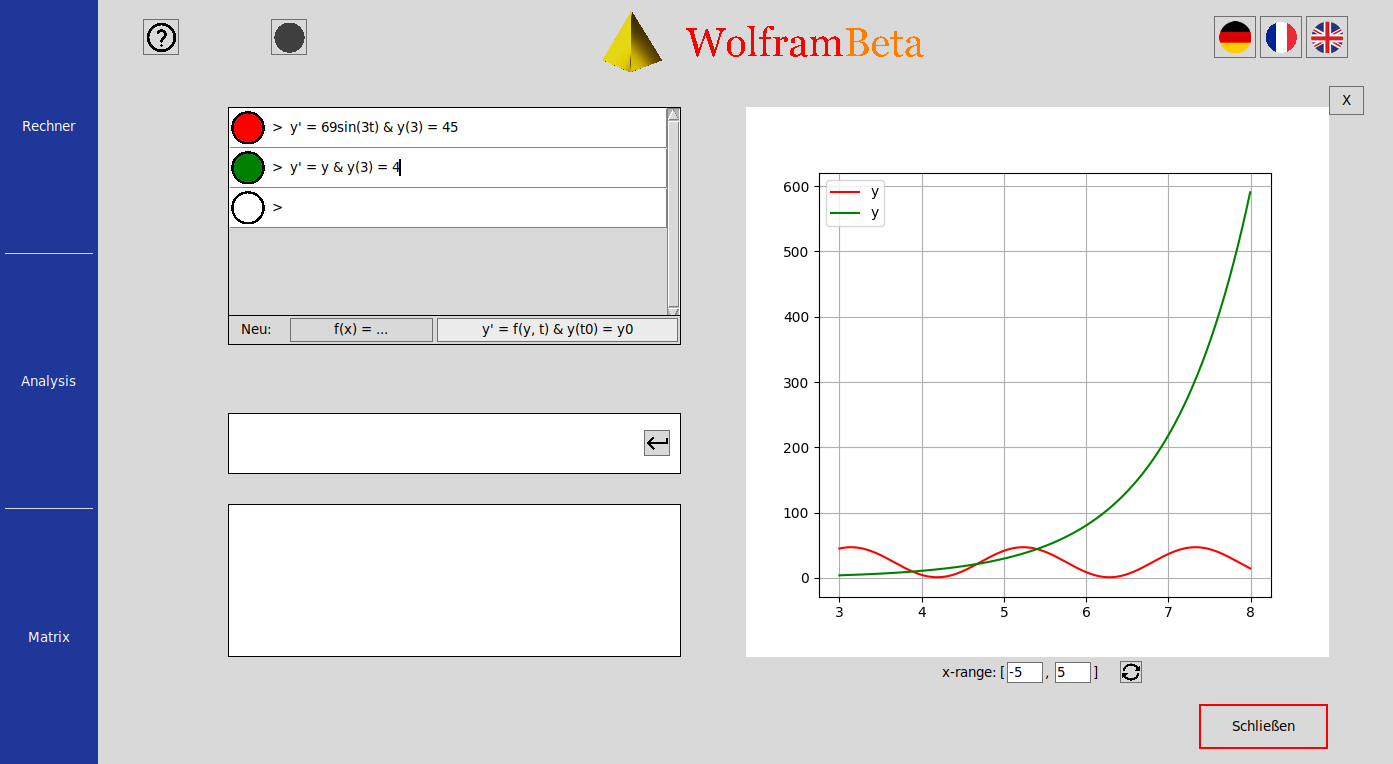 WolframBeta
Rechner
Analysis
Matrix
> y' = 69sin(3t) & y(3) = 45
> y' = y & y(3) = 4
>
Neu: f(x) = ... y' = f(y, t) & y(t0) = y0
X
y
y
600
500
400
300
200
100
0
3 4 5 6 7 8
x-range: [ -5 , 5 ]
Schließen